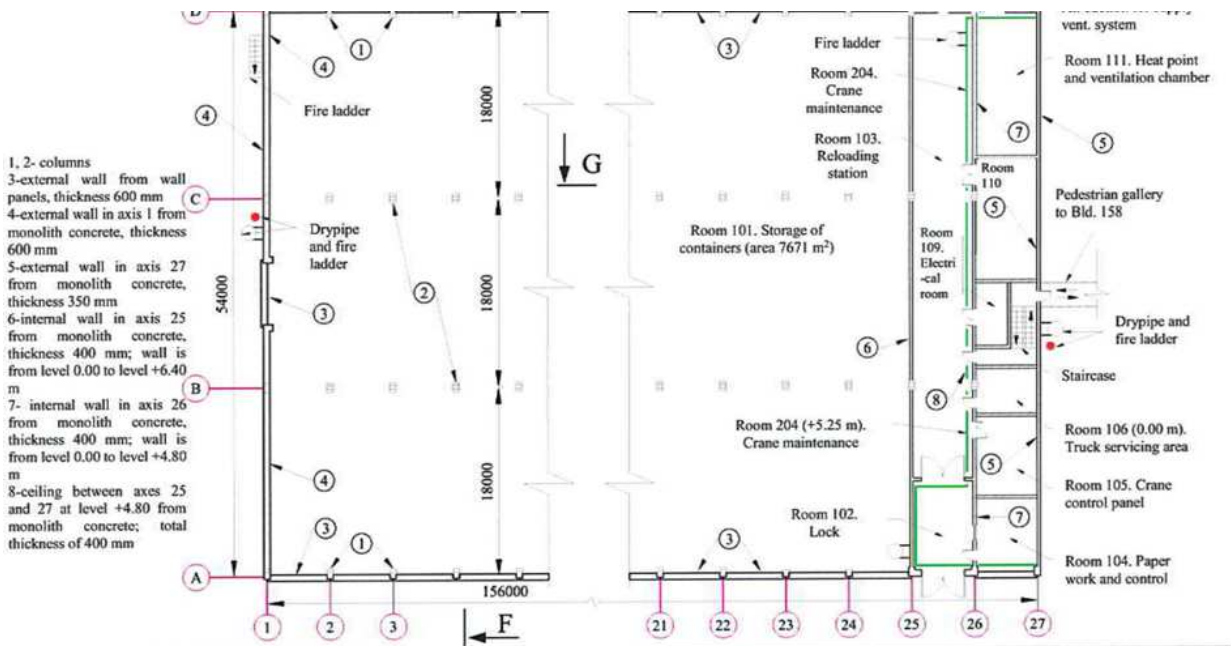 vent. system
Fire ladder
Room 111. Heat point
and ventilation chamber
Room 204.
Crane
maintenance
Room 103.
Reloading
station
Fire ladder
18000
18000
G
1, 2- columns
3-external wall from wall
panels, thickness 600 mm
4-external wall in axis 1 from
monolith concrete, thickness
600 mm
5-external wall in axis 27
from monolith concrete,
thickness 350 mm
6-internal wall in axis 25
from monolith concrete,
thickness 400 mm; wall is
from level 0.00 to level +6.40
m
7- internal wall in axis 26
from monolith concrete,
thickness 400 mm; wall is
from level 0.00 to level +4.80
m
8-ceiling between axes 25
and 27 at level +4.80 from
monolith concrete; total
thickness of 400 mm
1
3
4
4
7
5
C
B
A
Drypipe
and fire
ladder
54000
2
3
18000
18000
Room 101. Storage of
containers (area 7671 m²)
Room
110
5
Room
109.
Electri
-cal
room
Pedestrian gallery
to Bld. 158
Drypipe and
fire ladder
6
8
Staircase
Room 204 (+5.25 m).
Crane maintenance
Room 106 (0.00 m).
Truck servicing area
5
Room 105. Crane
control panel
4
Room 102.
Lock
7
Room 104. Paper
work and control
3
1
3
156000
1
2
3
F
21
22
23
24
25
26
27